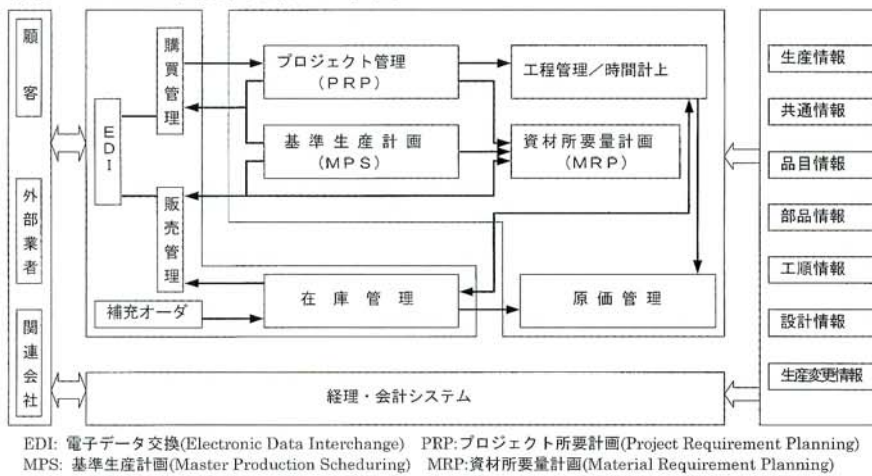 顧客
外部業者
関連会社
EDI
購買管理
販売管理
補充オーダ
プロジェクト管理
(PRP)
基準生産計画
(MPS)
工程管理/時間計上
資材所要量計画
(MRP)
在庫管理
原価管理
経理・会計システム
生産情報
共通情報
品目情報
部品情報
工順情報
設計情報
生産変更情報
EDI: 電子データ交換(Electronic Data Interchange) PRP:プロジェクト所要計画(Project Requirement Planning)
MPS: 基準生産計画(Master Production Scheduring) MRP:資材所要量計画(Material Requirement Planning)